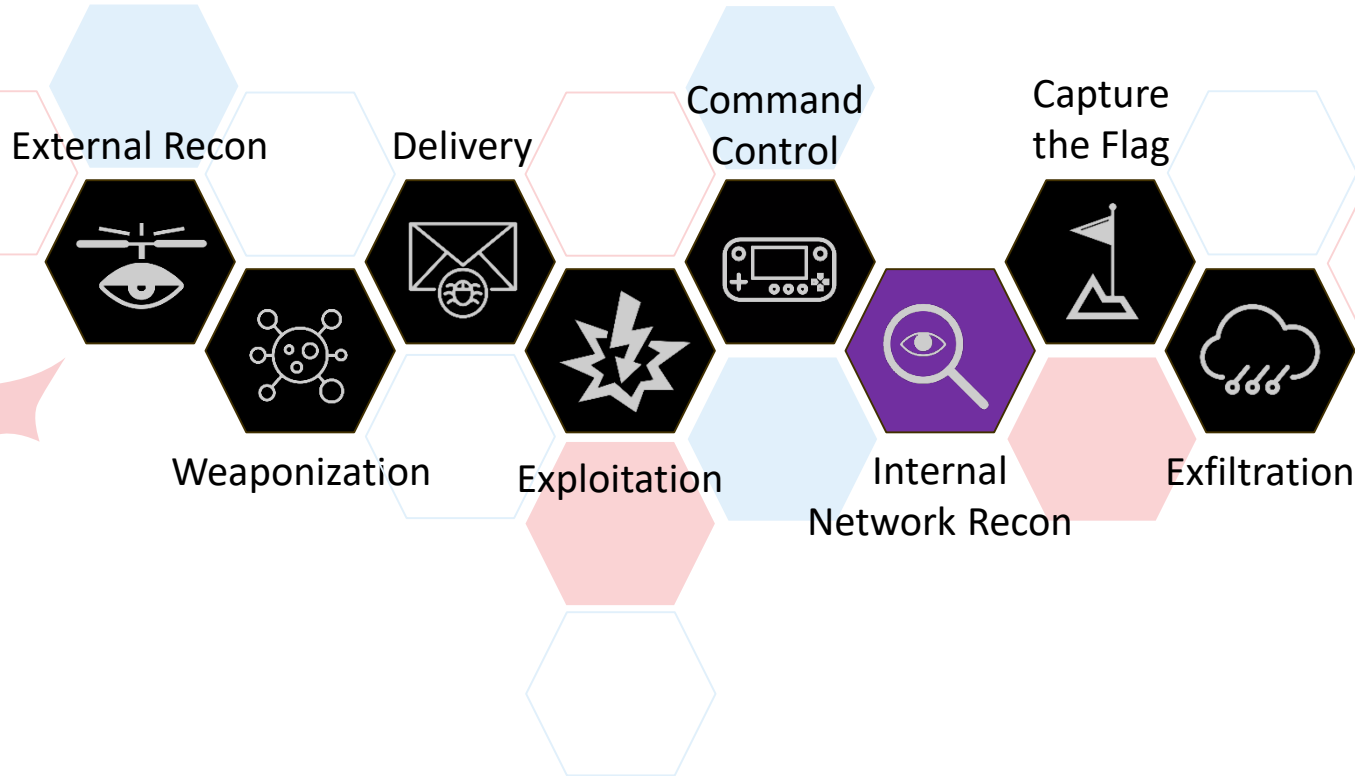 External Recon
Weaponization
Delivery
Exploitation
Command
Control
Internal
Network Recon
Capture
the Flag
Exfiltration